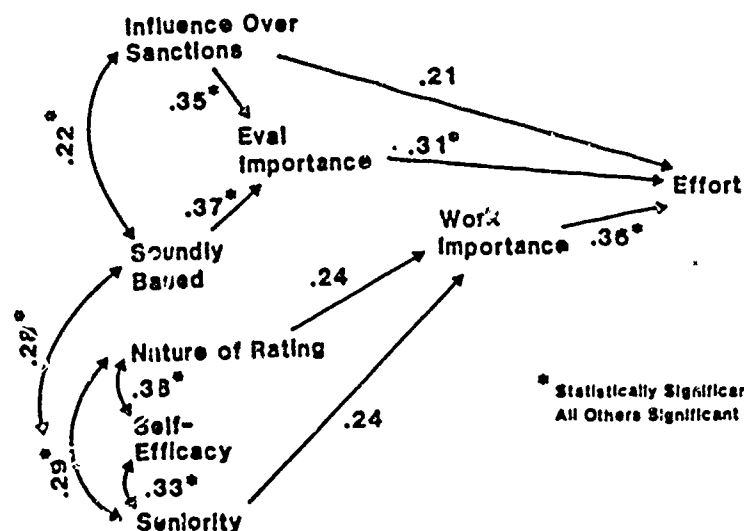 Influence Over
Sanctions
.21
.35*
.22*
Eval
Importance
.31*
Effort
.37*
Work
Importance
.36*
Soundly
Based
.24
.28*
Nature of Rating
.38*
* Statistically Significan
All Others Significant
Self-
Efficacy
.24
.29*
.33*
Seniority